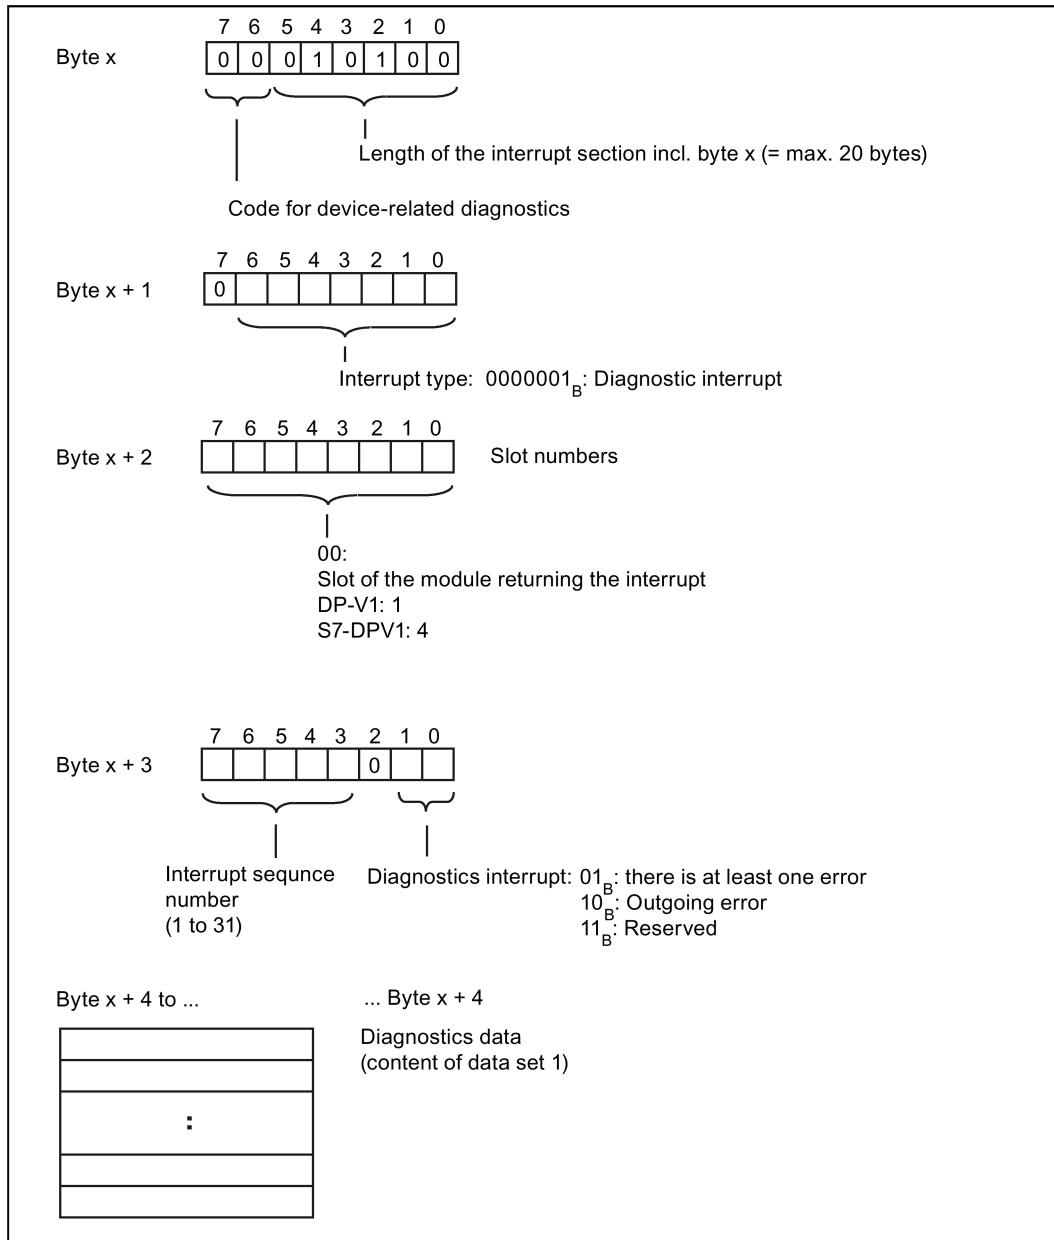 7 6 5 4 3 2 1 0
Byte x 0 0 0 1 0 1 0 0
Length of the interrupt section incl. byte x (= max. 20 bytes)
Code for device-related diagnostics
7 6 5 4 3 2 1 0
Byte x + 1 0
Interrupt type: 0000001B: Diagnostic interrupt
7 6 5 4 3 2 1 0
Byte x + 2 Slot numbers
00:
Slot of the module returning the interrupt
DP-V1: 1
S7-DPV1: 4
7 6 5 4 3 2 1 0
Byte x + 3 0
Interrupt sequnce
number
(1 to 31)
Diagnostics interrupt: 01B: there is at least one error
10B: Outgoing error
11B: Reserved
Byte x + 4 to ... ... Byte x + 4
Diagnostics data
(content of data set 1)
: